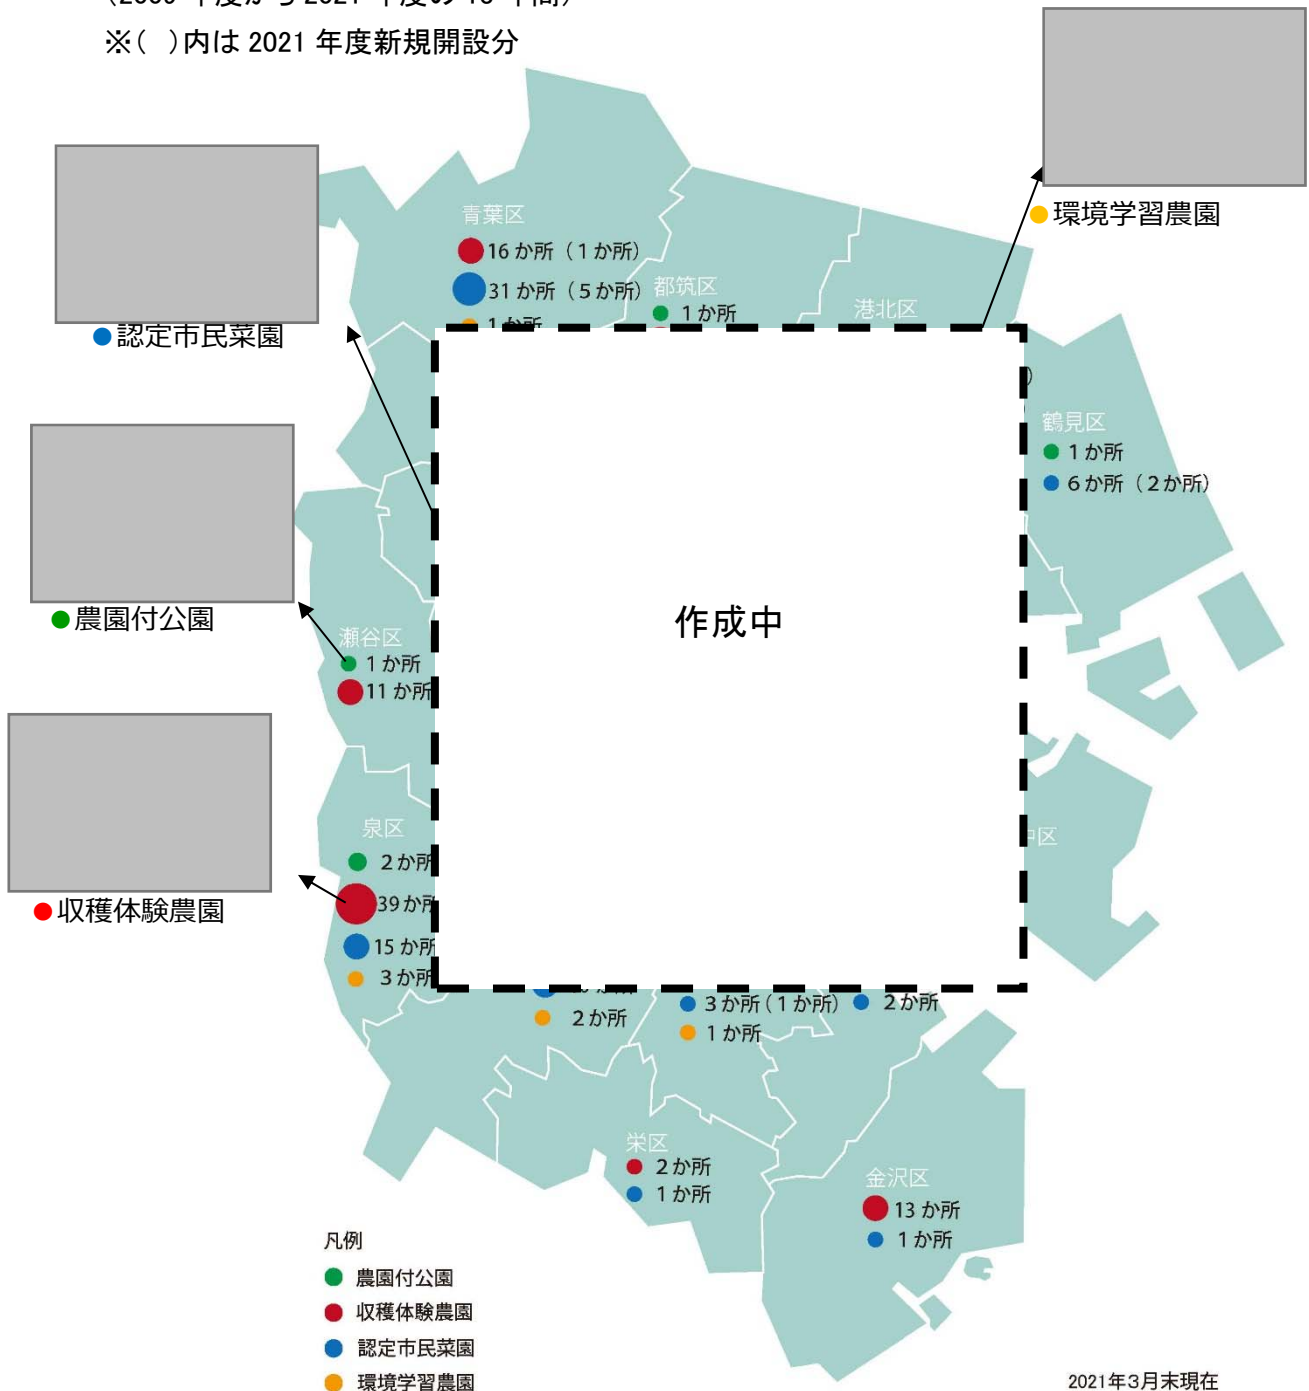 ※(　)内は 2021 年度新規開設分
環境学習農園
青葉区
16 か所（１か所）
31 か所（５か所）
都筑区
１か所
港北区
認定市民菜園
鶴見区
１か所
６か所（２か所）
農園付公園
作成中
瀬谷区
１か所
11 か所
泉区
２か所
39 か所
15 か所
３か所
収穫体験農園
中区
２か所
３か所（１か所）
１か所
２か所
栄区
２か所
１か所
金沢区
13 か所
１か所
凡例
農園付公園
収穫体験農園
認定市民菜園
環境学習農園
2021年3月末現在